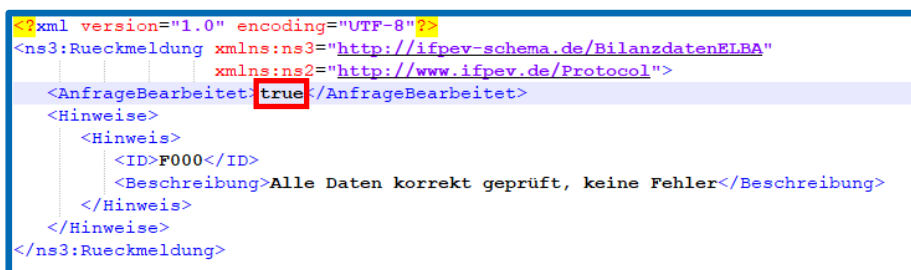 <?xml version="1.0" encoding="UTF-8"?>
<ns3:Rueckmeldung xmlns:ns3="http://ifpev-schema.de/BilanzdatenELBA"
xmlns:ns2="http://www.ifpev.de/Protocol">
<AnfrageBearbeitet>true</AnfrageBearbeitet>
<Hinweise>
<Hinweis>
<ID>F000</ID>
<Beschreibung>Alle Daten korrekt geprüft, keine Fehler</Beschreibung>
</Hinweis>
</Hinweise>
</ns3:Rueckmeldung>